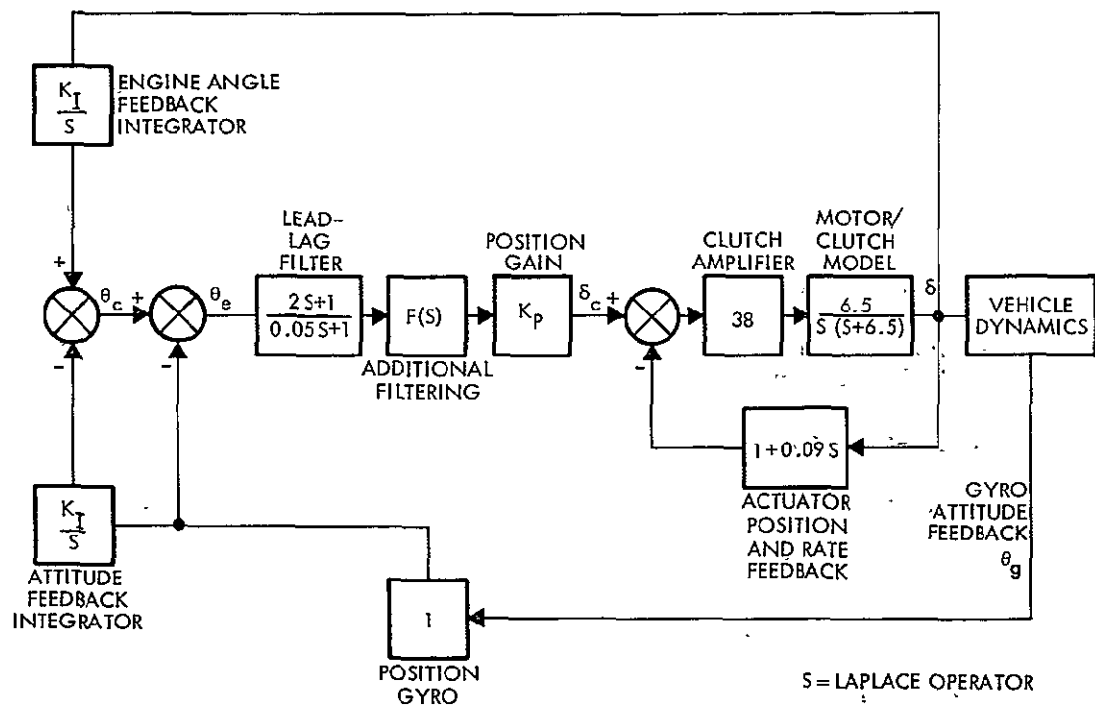 K_I
S
ENGINE ANGLE
FEEDBACK
INTEGRATOR
+
-
θ_c
+
-
θ_e
LEAD-
LAG
FILTER
2S+1
0.05S+1
F(S)
ADDITIONAL
FILTERING
POSITION
GAIN
K_P
δ_c
+
-
CLUTCH
AMPLIFIER
38
MOTOR/
CLUTCH
MODEL
6.5
S (S+6.5)
δ
VEHICLE
DYNAMICS
1+0.09S
ACTUATOR
POSITION
AND RATE
FEEDBACK
GYRO
ATTITUDE
FEEDBACK
θ_g
K_I
S
ATTITUDE
FEEDBACK
INTEGRATOR
1
POSITION
GYRO
S = LAPLACE OPERATOR